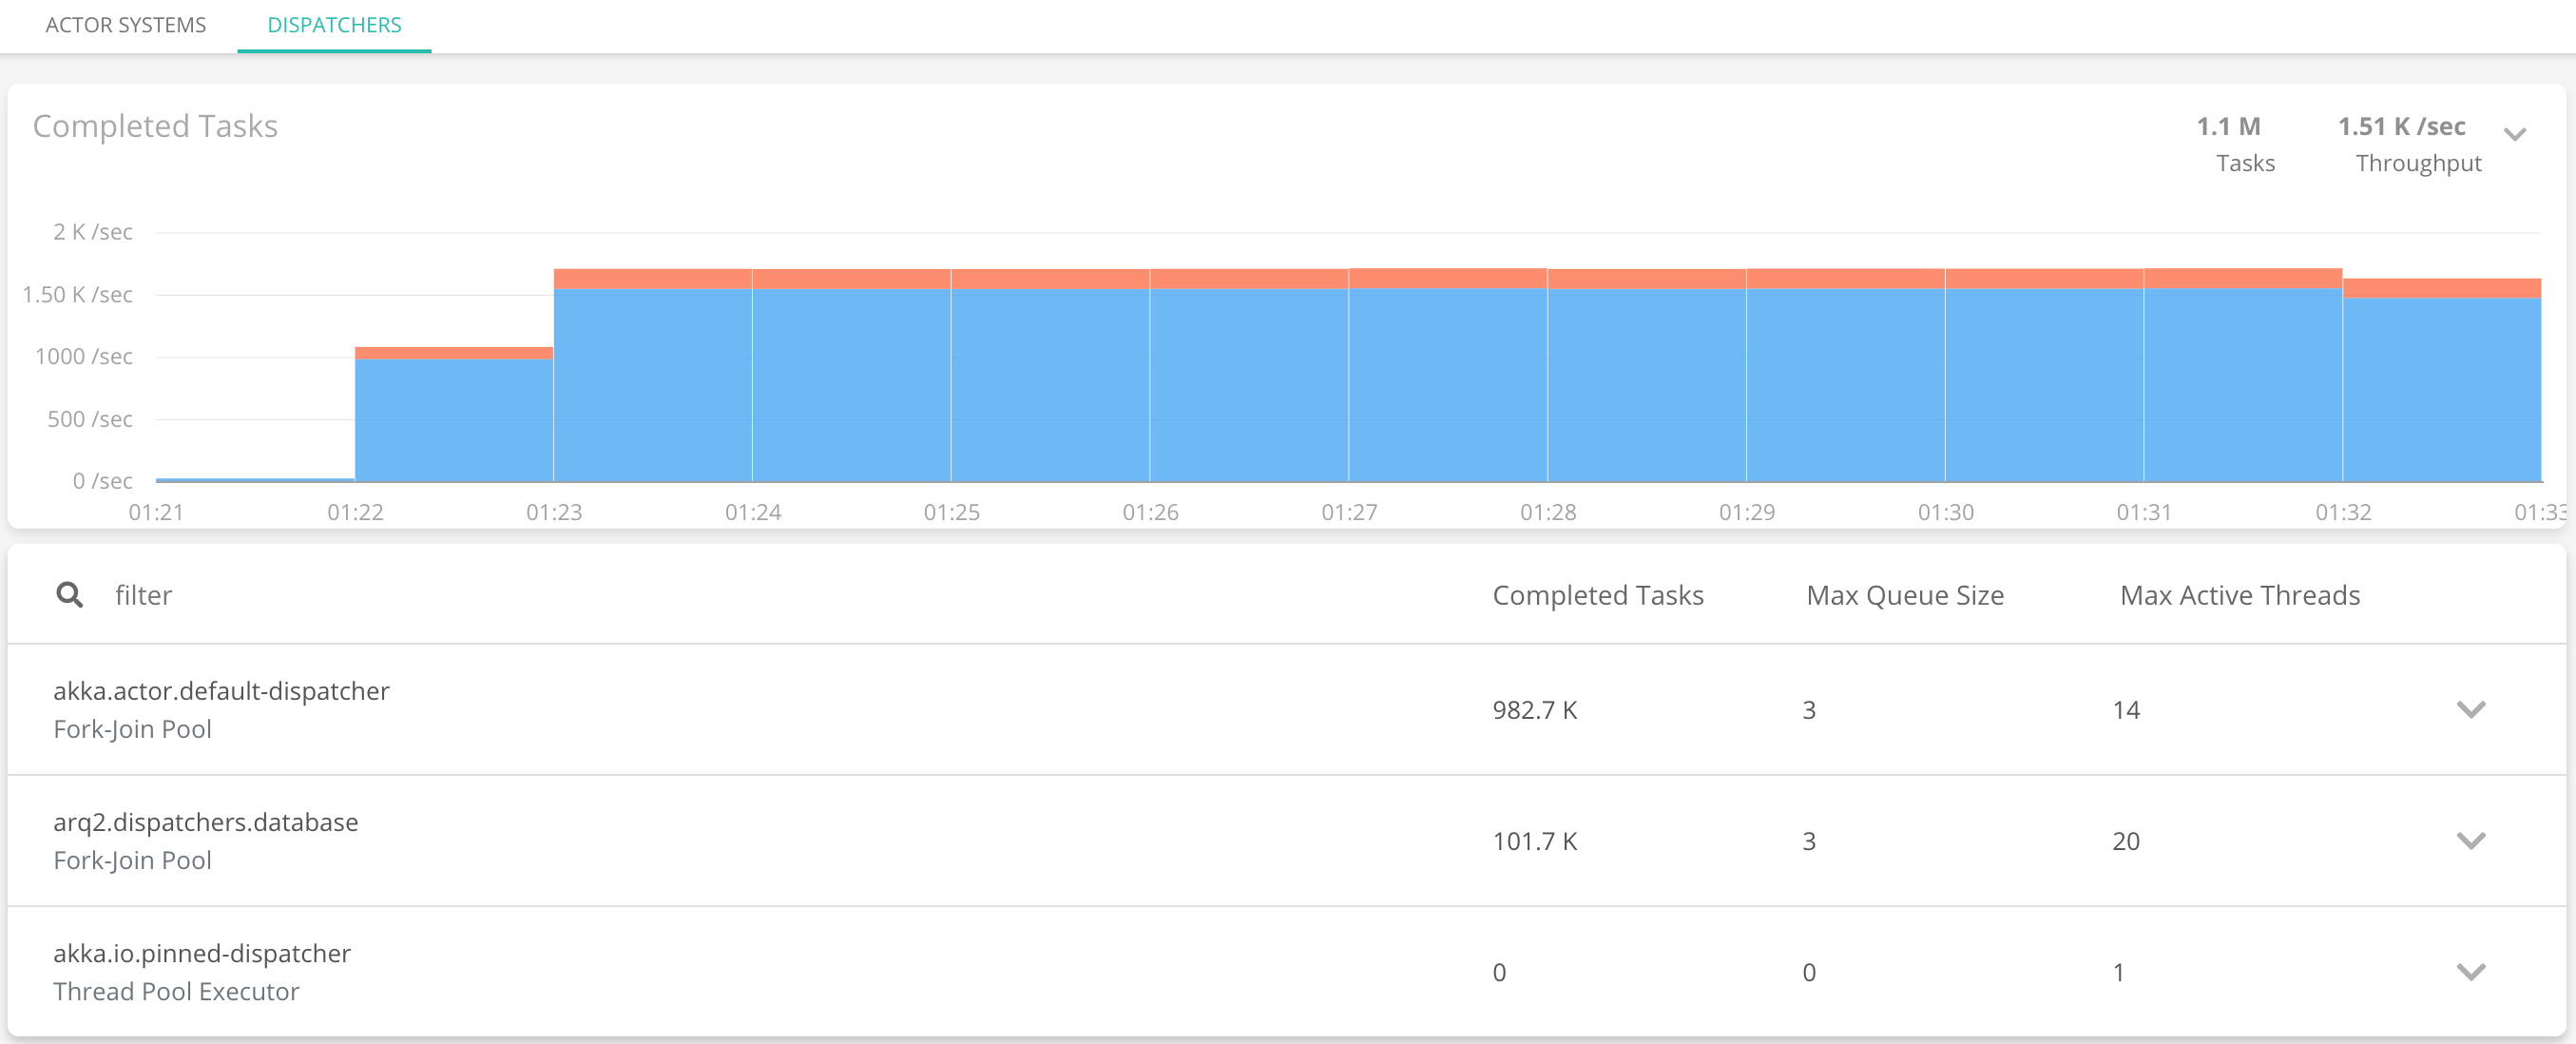 ACTOR SYSTEMS DISPATCHERS
Completed Tasks
1.1 M 1.51 K /sec
Tasks Throughput
2 K /sec
1.50 K /sec
1000 /sec
500 /sec
0 /sec
01:21 01:22 01:23 01:24 01:25 01:26 01:27 01:28 01:29 01:30 01:31 01:32 01:33
filter Completed Tasks Max Queue Size Max Active Threads
akka.actor.default-dispatcher
Fork-Join Pool
982.7 K 3 14
arq2.dispatchers.database
Fork-Join Pool
101.7 K 3 20
akka.io.pinned-dispatcher
Thread Pool Executor
0 0 1